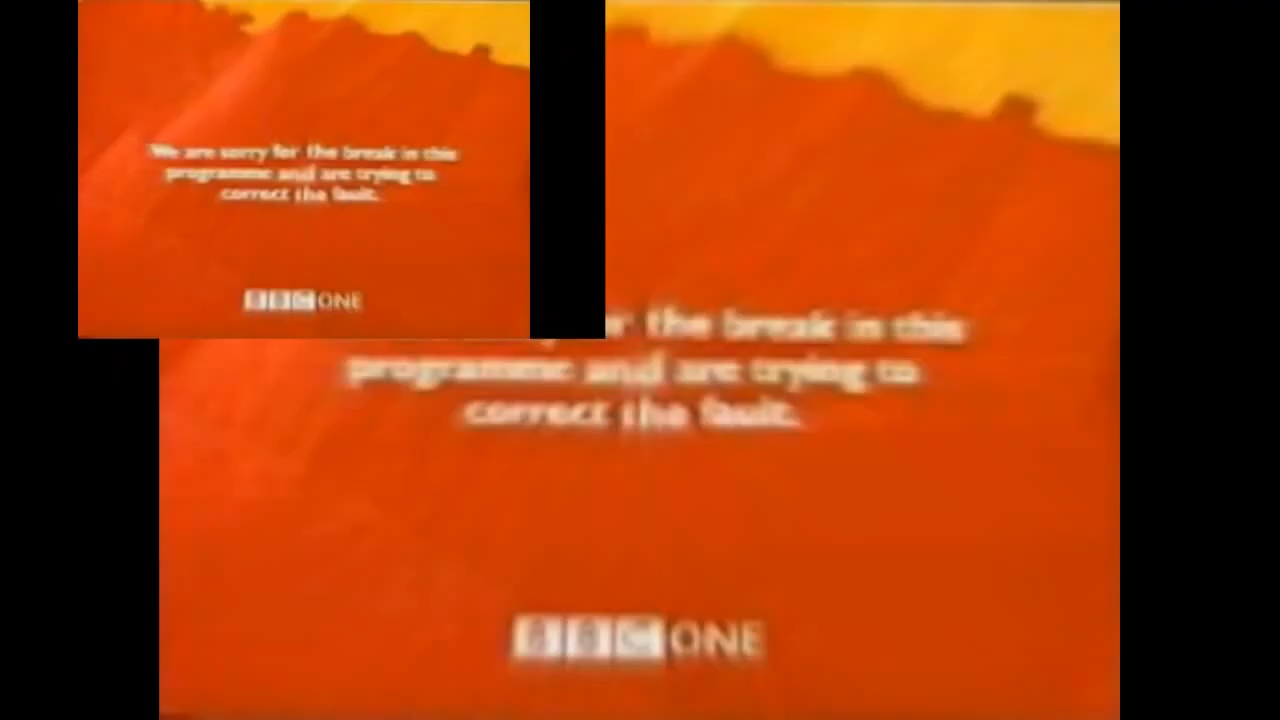 We are sorry for the break in this
programme and are trying to
correct the fault.
BBC ONE
r the break in this
programme and are trying to
correct the fault.
BBC ONE